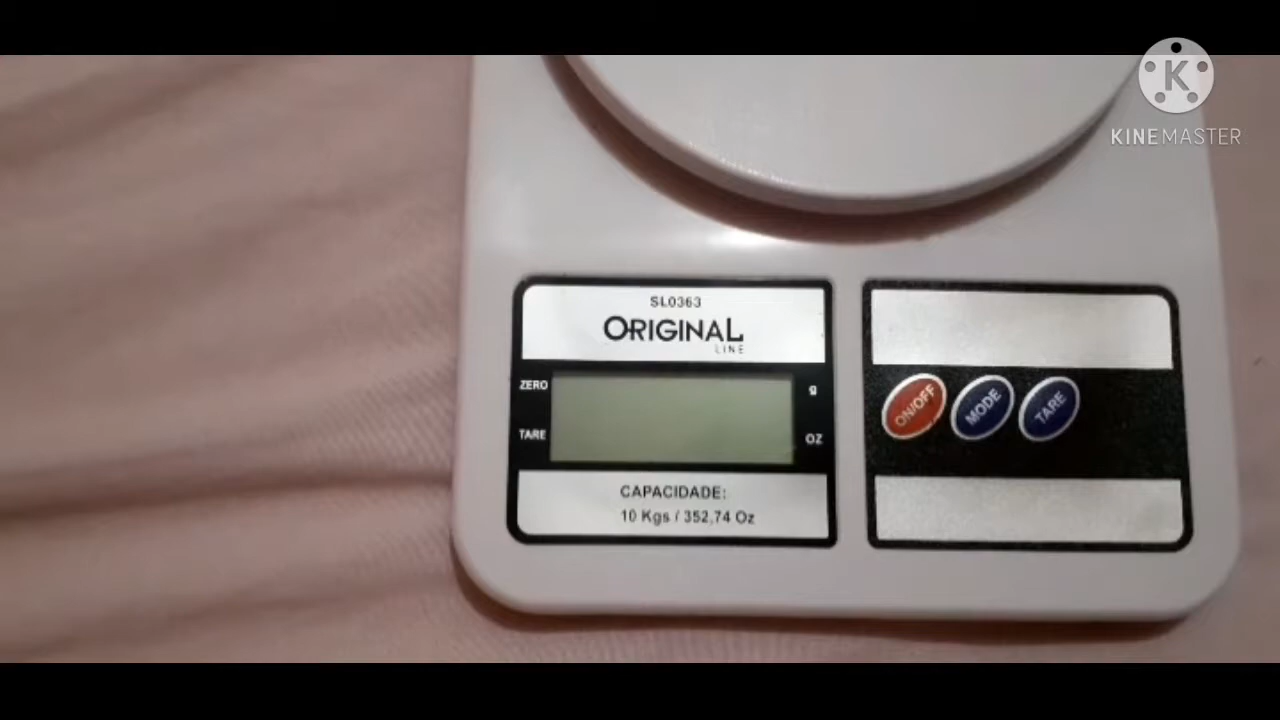 K
KINEMASTER
SL0363
ORIGINAL
LINE
ZERO
g
TARE
OZ
CAPACIDADE:
10 Kgs / 352,74 Oz
ON/OFF
MODE
TARE